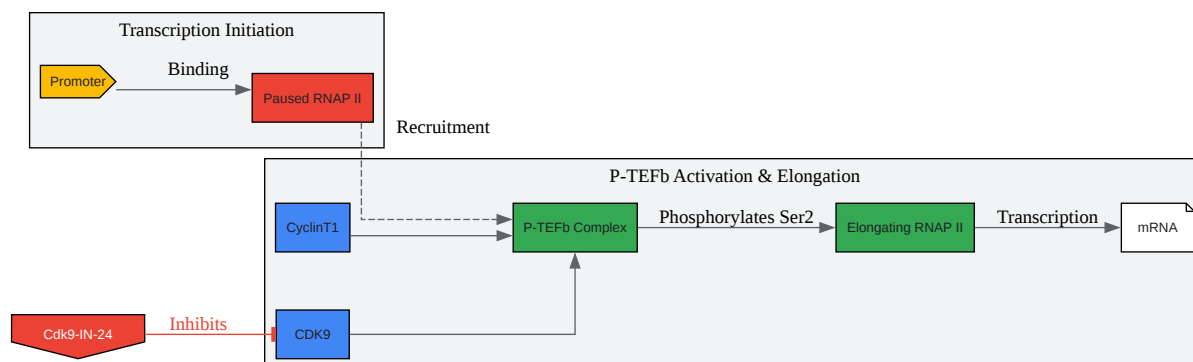 Transcription Initiation
Promoter
Binding
Paused RNAP II
Recruitment
P-TEFb Activation & Elongation
CyclinT1
P-TEFb Complex
Phosphorylates Ser2
Elongating RNAP II
Transcription
mRNA
Cdk9-IN-24
Inhibits
CDK9